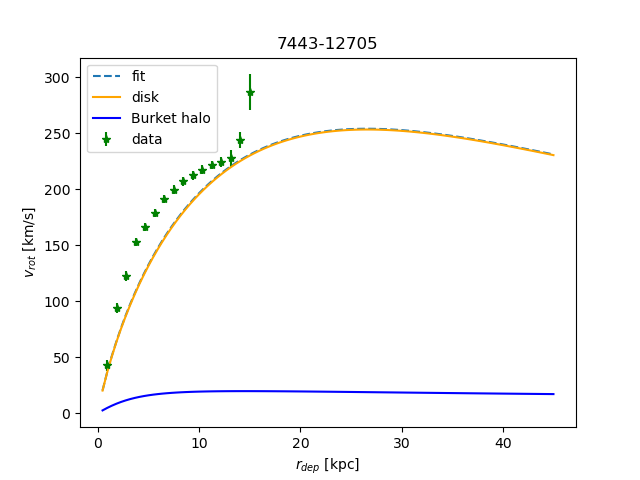 7443-12705
fit
disk
Burket halo
data
300
250
200
150
100
50
0
v_rot [km/s]
0 10 20 30 40
r_dep [kpc]